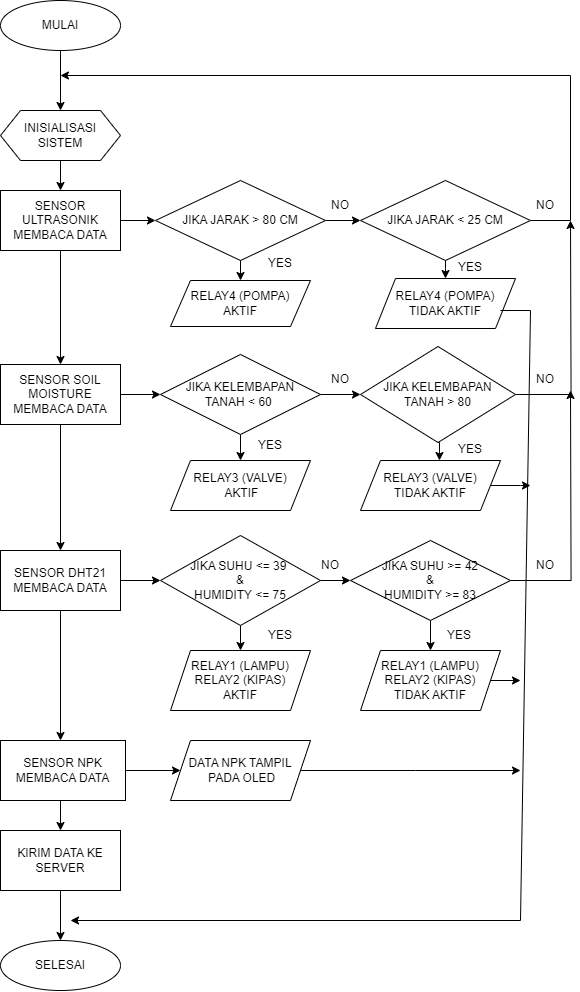 MULAI
INISIALISASI
SISTEM
SENSOR
ULTRASONIK
MEMBACA DATA
JIKA JARAK > 80 CM
NO
JIKA JARAK < 25 CM
NO
YES
YES
RELAY4 (POMPA)
AKTIF
RELAY4 (POMPA)
TIDAK AKTIF
SENSOR SOIL
MOISTURE
MEMBACA DATA
JIKA KELEMBAPAN
TANAH < 60
NO
JIKA KELEMBAPAN
TANAH > 80
NO
YES
YES
RELAY3 (VALVE)
AKTIF
RELAY3 (VALVE)
TIDAK AKTIF
SENSOR DHT21
MEMBACA DATA
JIKA SUHU <= 39
&
HUMIDITY <= 75
NO
JIKA SUHU >= 42
&
HUMIDITY >= 83
NO
YES
YES
RELAY1 (LAMPU)
RELAY2 (KIPAS)
AKTIF
RELAY1 (LAMPU)
RELAY2 (KIPAS)
TIDAK AKTIF
SENSOR NPK
MEMBACA DATA
DATA NPK TAMPIL
PADA OLED
KIRIM DATA KE
SERVER
SELESAI